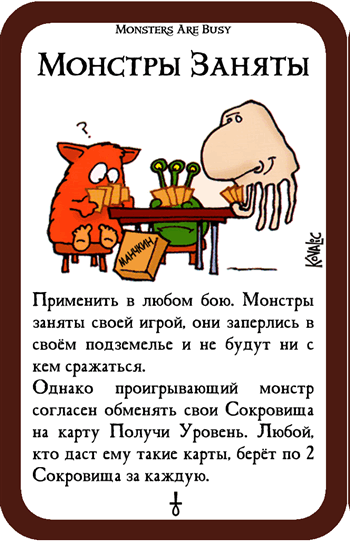 Monsters Are Busy
Монстры Заняты
?
МАНЧКИН
KOVALIC
Применить в любом бою. Монстры
заняты своей игрой, они заперлись в
своём подземелье и не будут ни с
кем сражаться.
Однако проигрывающий монстр
согласен обменять свои Сокровища
на карту Получи Уровень. Любой,
кто даст ему такие карты, берёт по 2
Сокровища за каждую.